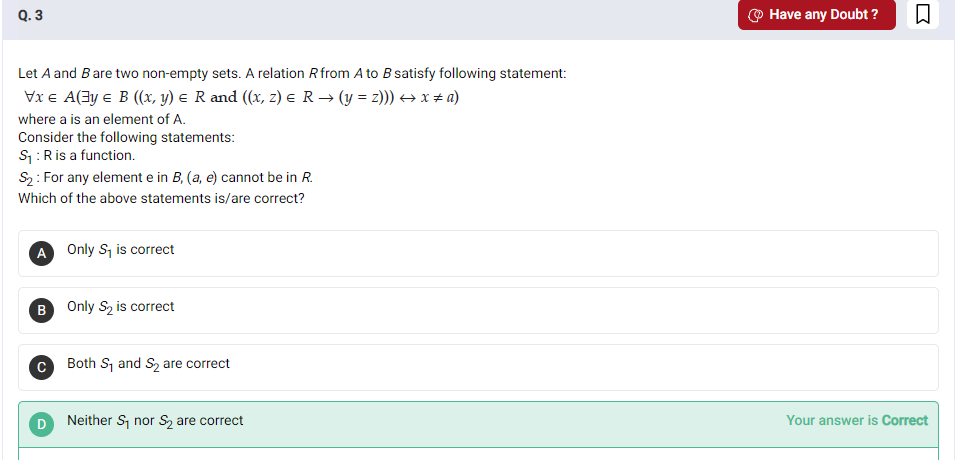 Q. 3
Have any Doubt ?
Let A and B are two non-empty sets. A relation R from A to B satisfy following statement:
∀x ∈ A(∃y ∈ B ((x, y) ∈ R and ((x, z) ∈ R → (y = z))) ↔ x ≠ a)
where a is an element of A.
Consider the following statements:
S₁ : R is a function.
S₂ : For any element e in B, (a, e) cannot be in R.
Which of the above statements is/are correct?
A Only S₁ is correct
B Only S₂ is correct
C Both S₁ and S₂ are correct
D Neither S₁ nor S₂ are correct Your answer is Correct